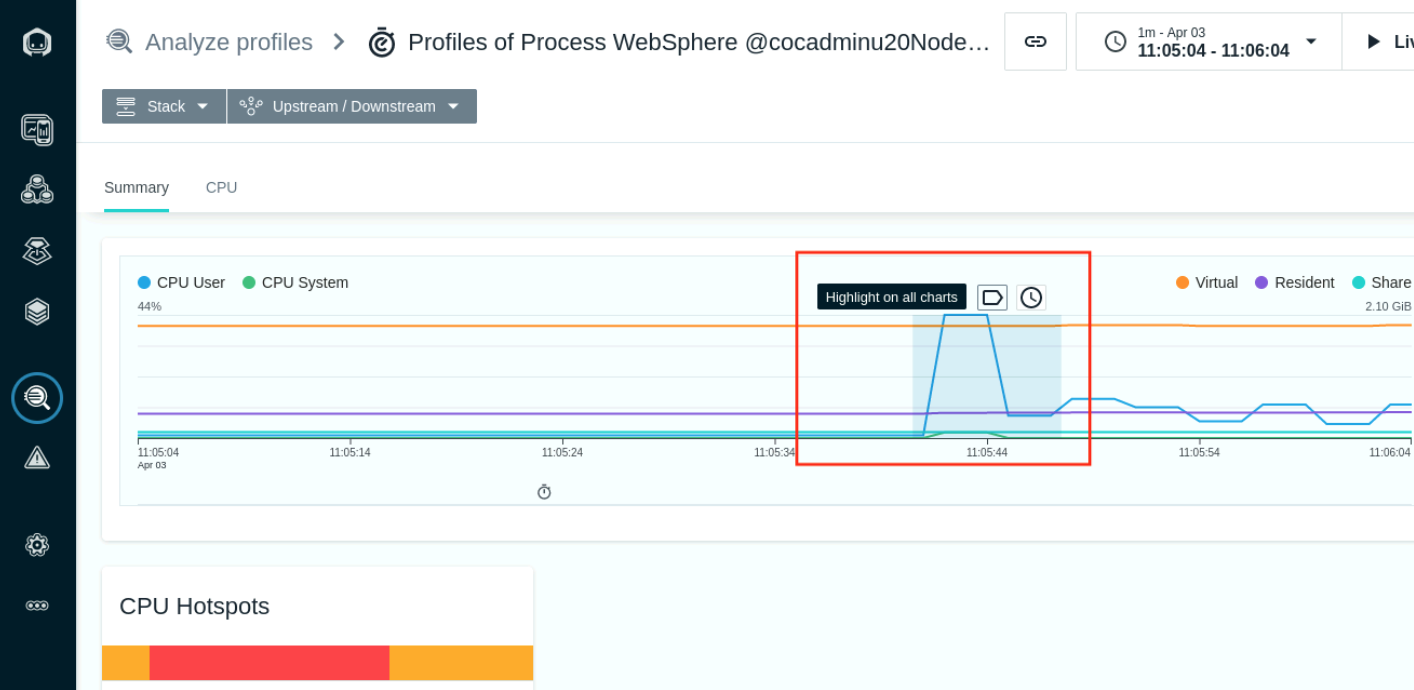 Analyze profiles
Profiles of Process WebSphere @cocadminu20Node…
1m - Apr 03
11:05:04 - 11:06:04
Stack
Upstream / Downstream
Summary
CPU
CPU User
CPU System
Highlight on all charts
Virtual
Resident
Share
44%
2.10 GiB
11:05:04
11:05:14
11:05:24
11:05:34
11:05:44
11:05:54
11:06:04
Apr 03
CPU Hotspots